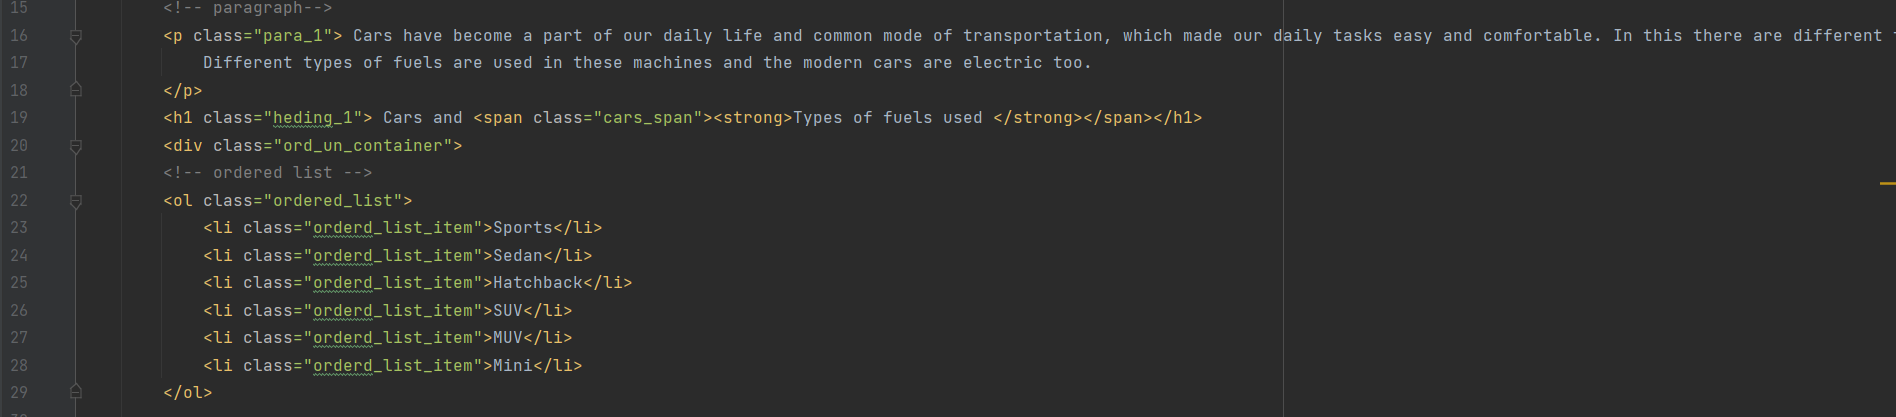 15 <!-- paragraph-->
16 <p class="para_1"> Cars have become a part of our daily life and common mode of transportation, which made our daily tasks easy and comfortable. In this there are different
17 Different types of fuels are used in these machines and the modern cars are electric too.
18 </p>
19 <h1 class="heding_1"> Cars and <span class="cars_span"><strong>Types of fuels used </strong></span></h1>
20 <div class="ord_un_container">
21 <!-- ordered list -->
22 <ol class="ordered_list">
23 <li class="orderd_list_item">Sports</li>
24 <li class="orderd_list_item">Sedan</li>
25 <li class="orderd_list_item">Hatchback</li>
26 <li class="orderd_list_item">SUV</li>
27 <li class="orderd_list_item">MUV</li>
28 <li class="orderd_list_item">Mini</li>
29 </ol>